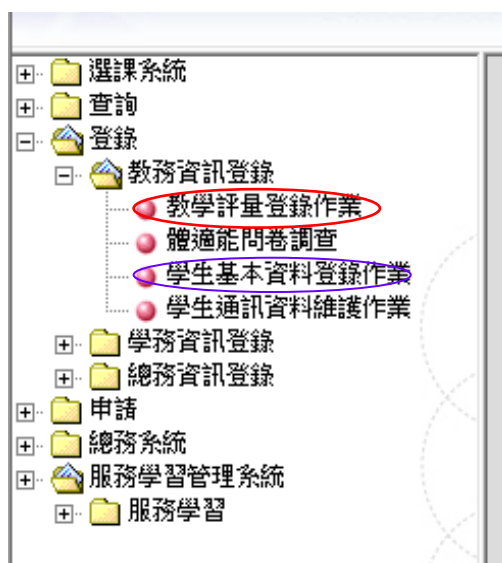 選課系統
查詢
登錄
教務資訊登錄
教學評量登錄作業
體適能問卷調查
學生基本資料登錄作業
學生通訊資料維護作業
學務資訊登錄
總務資訊登錄
申請
總務系統
服務學習管理系統
服務學習